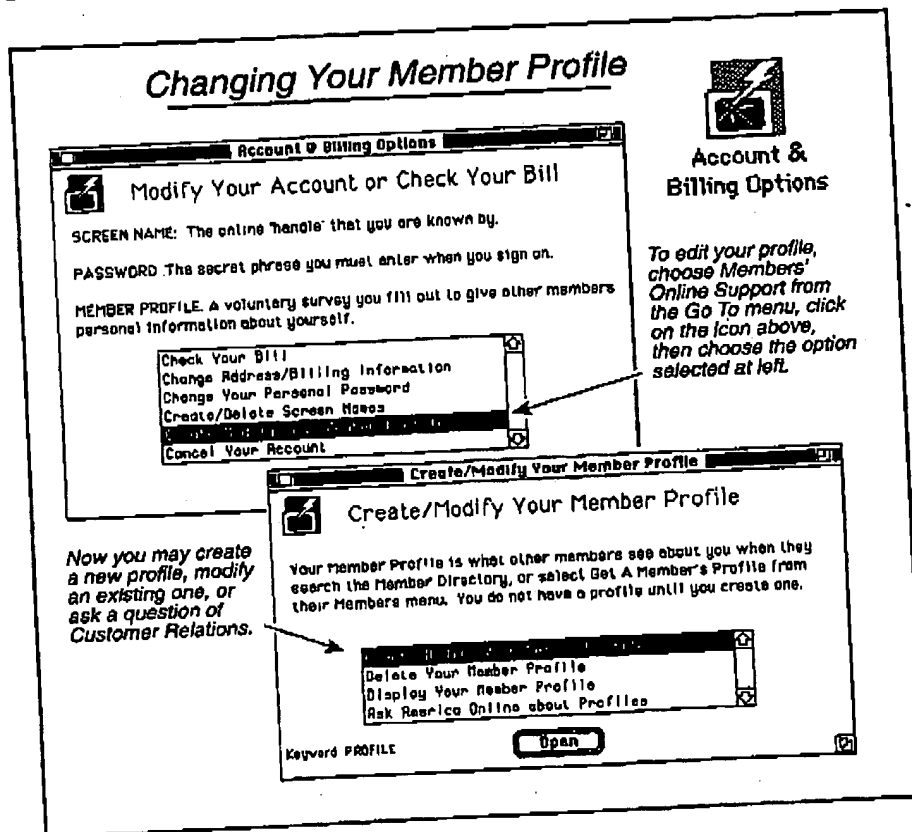 Changing Your Member Profile
Account &
Billing Options
Account & Billing Options
Modify Your Account or Check Your Bill
SCREEN NAME: The online "handle" that you are known by.
PASSWORD. The secret phrase you must enter when you sign on.
MEMBER PROFILE. A voluntary survey you fill out to give other members
personal information about yourself.
Check Your Bill
Change Address/Billing Information
Change Your Personal Password
Create/Delete Screen Names
Cancel Your Account
To edit your profile,
choose Members'
Online Support from
the Go To menu, click
on the icon above,
then choose the option
selected at left.
Create/Modify Your Member Profile
Create/Modify Your Member Profile
Your Member Profile is what other members see about you when they
search the Member Directory, or select Get A Member's Profile from
their Members menu. You do not have a profile until you create one.
Now you may create
a new profile, modify
an existing one, or
ask a question of
Customer Relations.
Delete Your Member Profile
Display Your Member Profile
Ask America Online about Profiles
Keyword PROFILE
Open